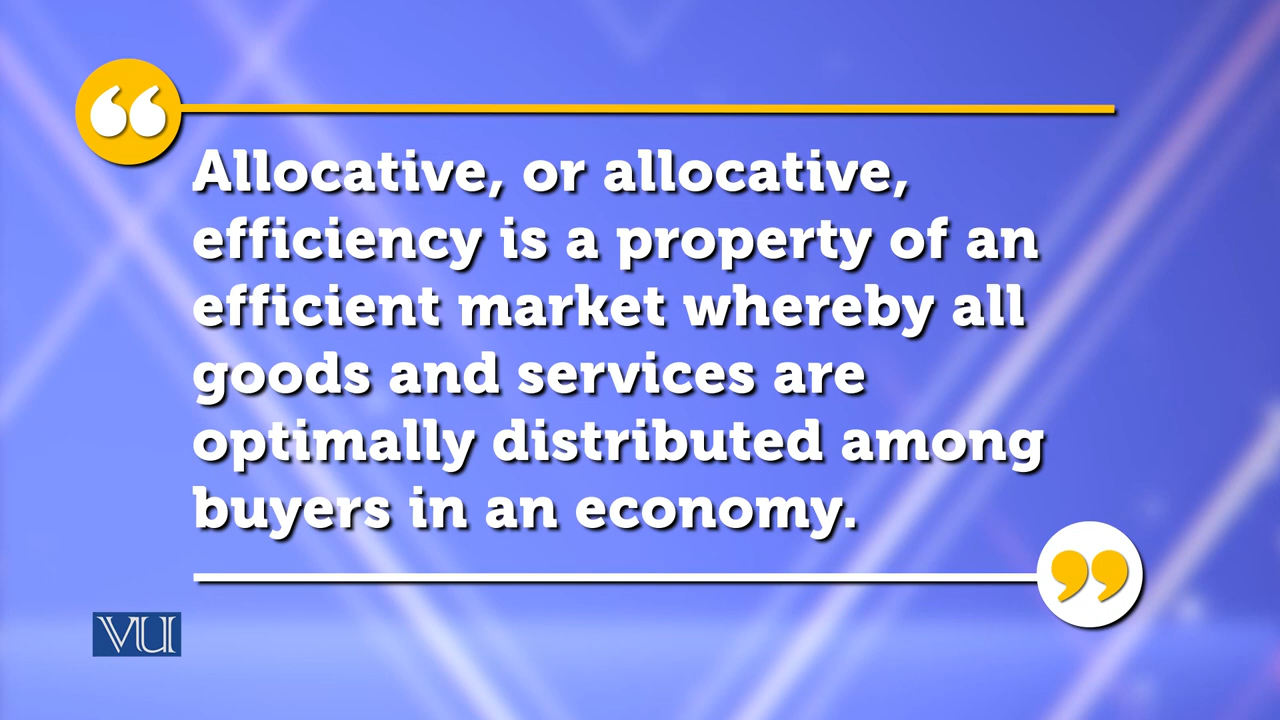 Allocative, or allocative,
efficiency is a property of an
efficient market whereby all
goods and services are
optimally distributed among
buyers in an economy.
VU